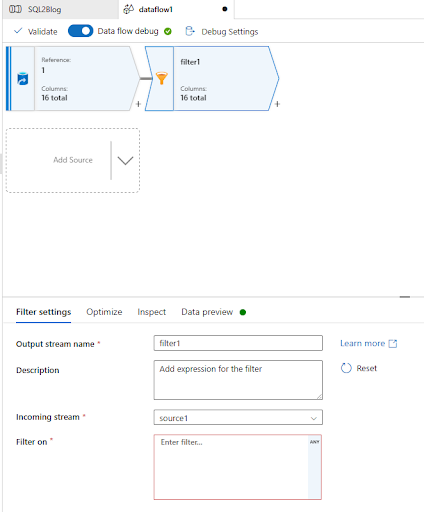 SQL2Blog
dataflow1
Validate
Data flow debug
Debug Settings
Reference:
1
Columns:
16 total
+
filter1
Columns:
16 total
+
Add Source
Filter settings
Optimize
Inspect
Data preview
Output stream name *
filter1
Learn more
Description
Add expression for the filter
Reset
Incoming stream *
source1
Filter on *
Enter filter...
ANY